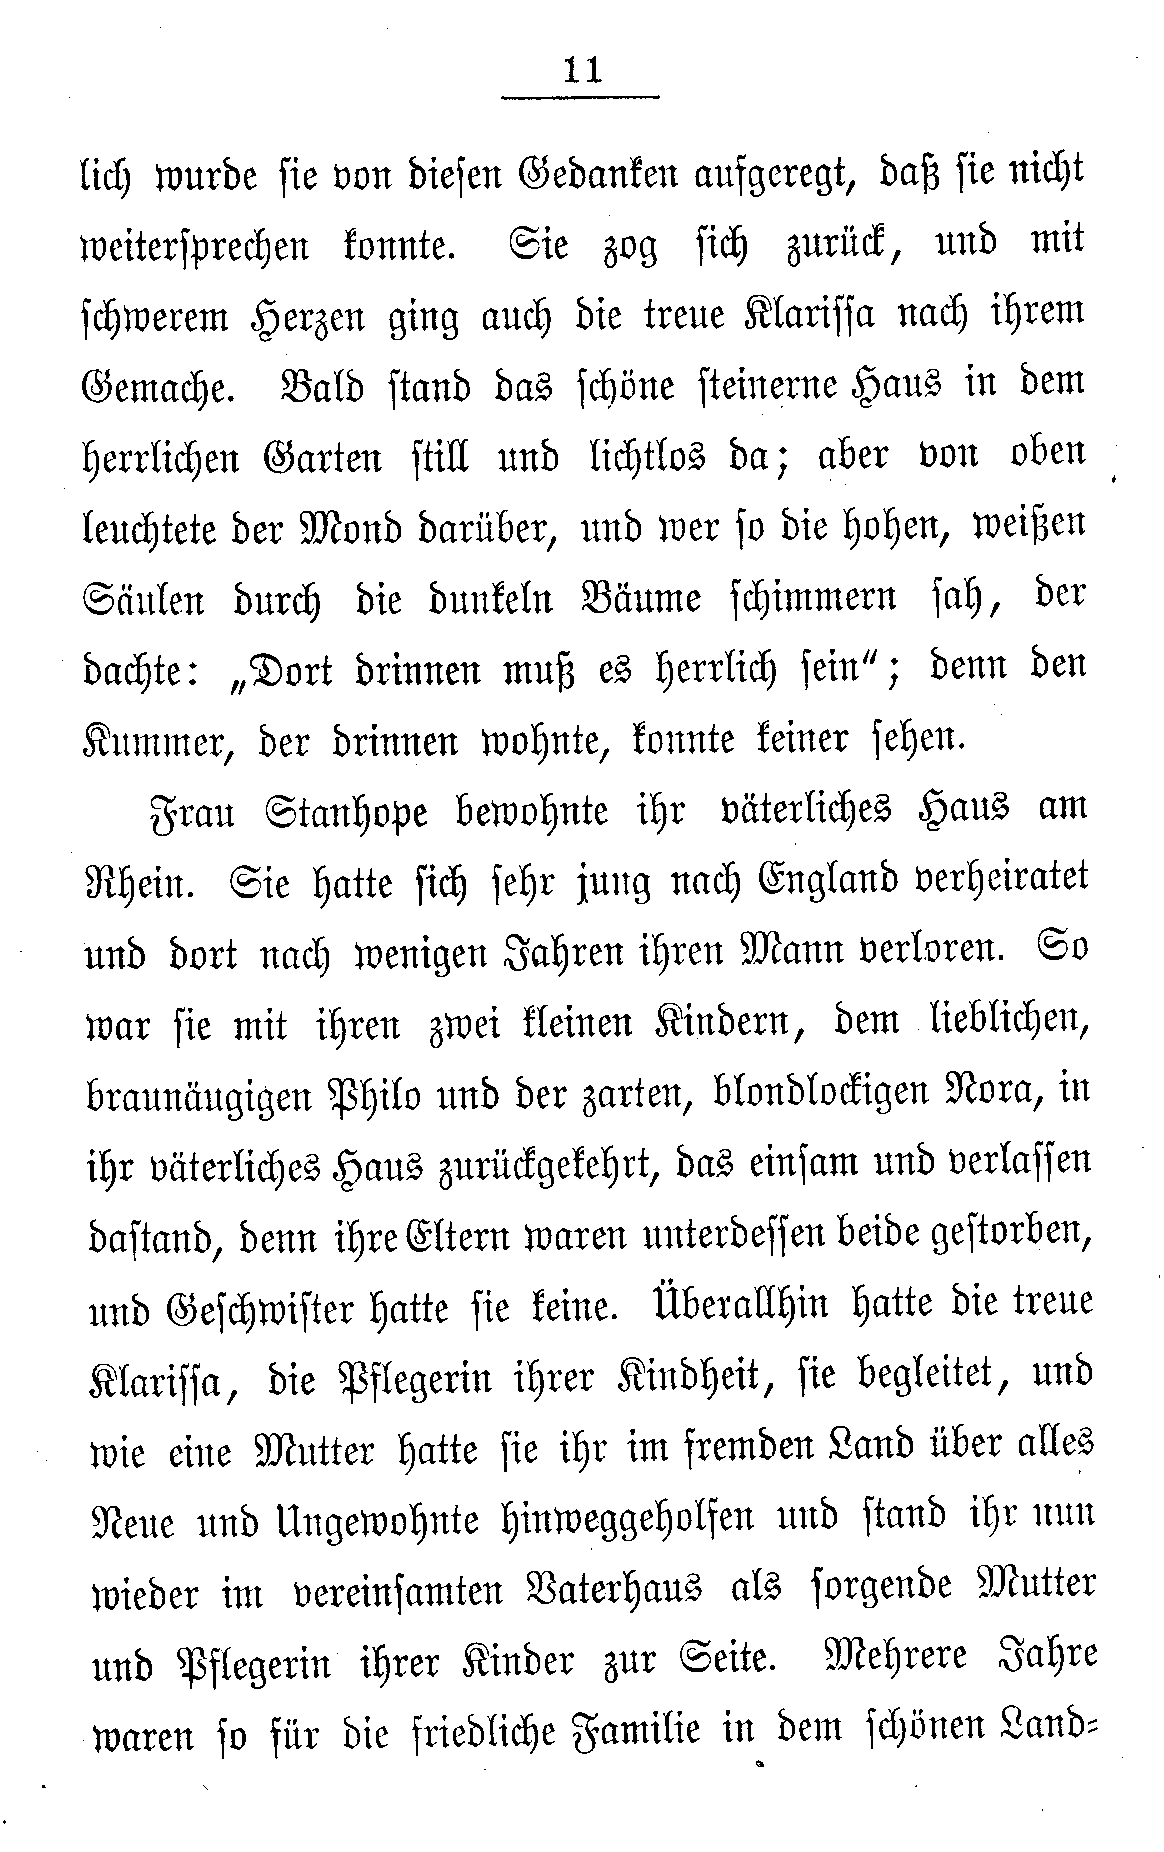 11
lich wurde sie von diesen Gedanken aufgeregt, daß sie nicht
weitersprechen konnte. Sie zog sich zurück, und mit
schwerem Herzen ging auch die treue Klarissa nach ihrem
Gemache. Bald stand das schöne steinerne Haus in dem
herrlichen Garten still und lichtlos da; aber von oben
leuchtete der Mond darüber, und wer so die hohen, weißen
Säulen durch die dunkeln Bäume schimmern sah, der
dachte: „Dort drinnen muß es herrlich sein“; denn den
Kummer, der drinnen wohnte, konnte keiner sehen.
Frau Stanhope bewohnte ihr väterliches Haus am
Rhein. Sie hatte sich sehr jung nach England verheiratet
und dort nach wenigen Jahren ihren Mann verloren. So
war sie mit ihren zwei kleinen Kindern, dem lieblichen,
braunäugigen Philo und der zarten, blondlockigen Nora, in
ihr väterliches Haus zurückgekehrt, das einsam und verlassen
dastand, denn ihre Eltern waren unterdessen beide gestorben,
und Geschwister hatte sie keine. Überallhin hatte die treue
Klarissa, die Pflegerin ihrer Kindheit, sie begleitet, und
wie eine Mutter hatte sie ihr im fremden Land über alles
Neue und Ungewohnte hinweggeholfen und stand ihr nun
wieder im vereinsamten Vaterhaus als sorgende Mutter
und Pflegerin ihrer Kinder zur Seite. Mehrere Jahre
waren so für die friedliche Familie in dem schönen Land-